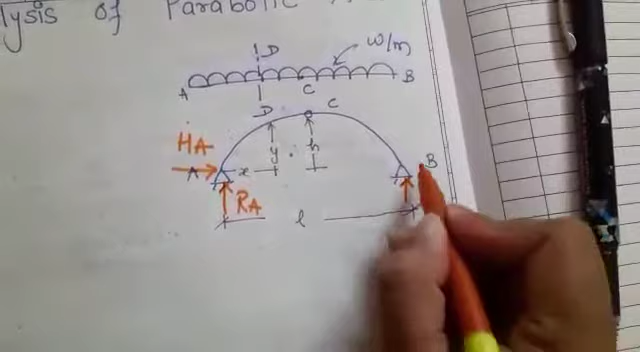 lysis of Parabolic
D
w/m
A C B
D C
HA
y h
A x B
RA
l